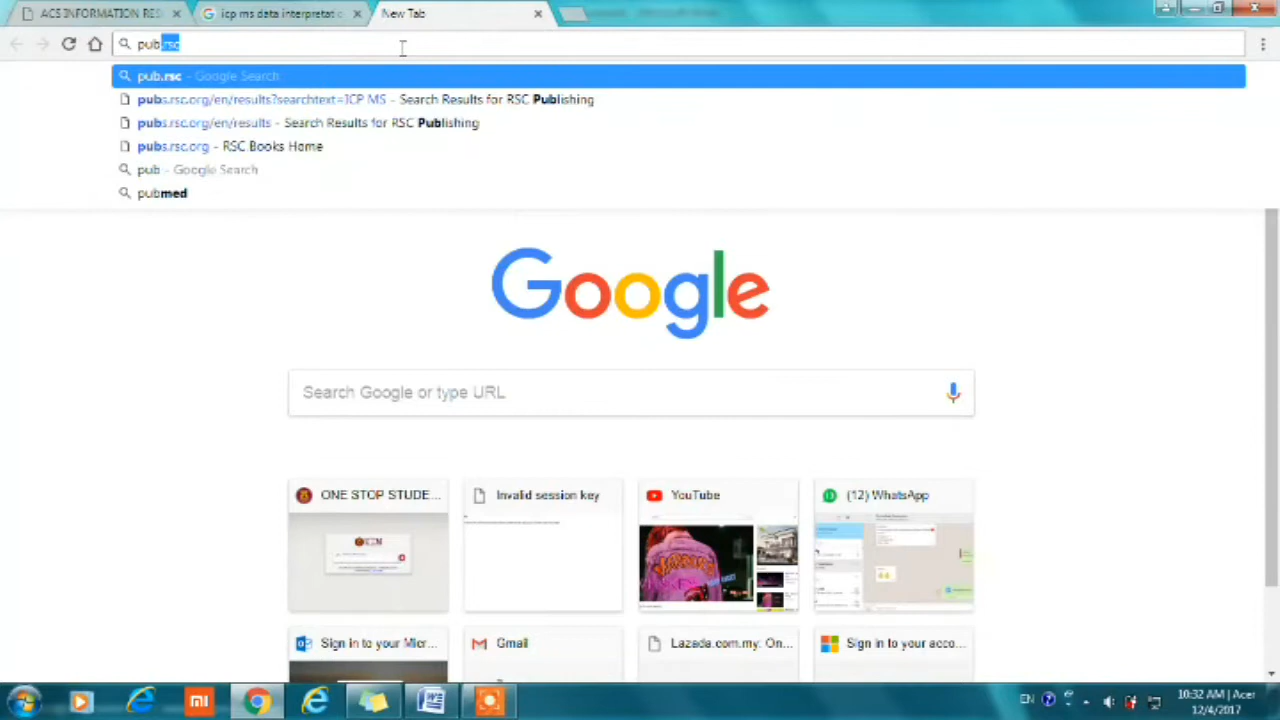 ACS INFORMATION RES
icp ms data interpretati
New Tab
pub.rsc
pub.rsc - Google Search
pubs.rsc.org/en/results?searchtext=ICP MS - Search Results for RSC Publishing
pubs.rsc.org/en/results - Search Results for RSC Publishing
pubs.rsc.org - RSC Books Home
pub - Google Search
pubmed
Google
Search Google or type URL
ONE STOP STUDE...
Invalid session key
YouTube
(12) WhatsApp
Sign in to your Micr...
Gmail
Lazada.com.my: On...
Sign in to your acco...
EN
10:32 AM | Acer
12/4/2017